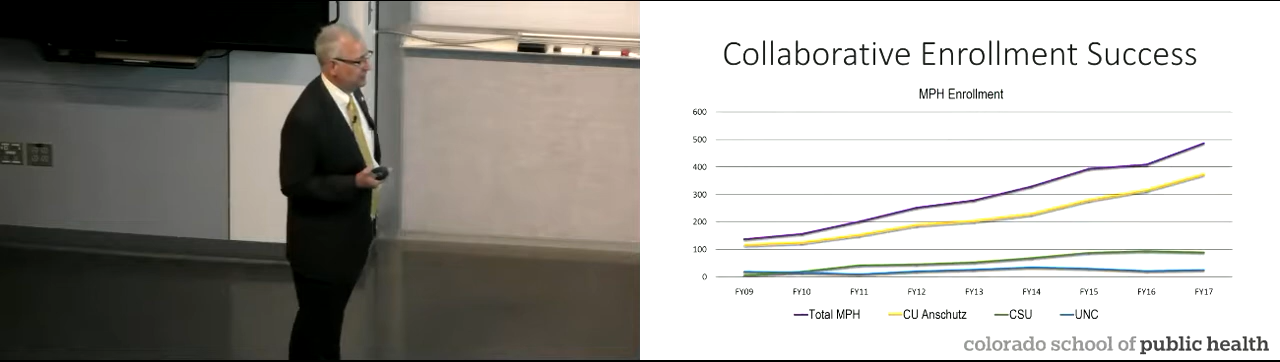 Collaborative Enrollment Success
MPH Enrollment
600
500
400
300
200
100
0
FY09 FY10 FY11 FY12 FY13 FY14 FY15 FY16 FY17
Total MPH CU Anschutz CSU UNC
colorado school of public health